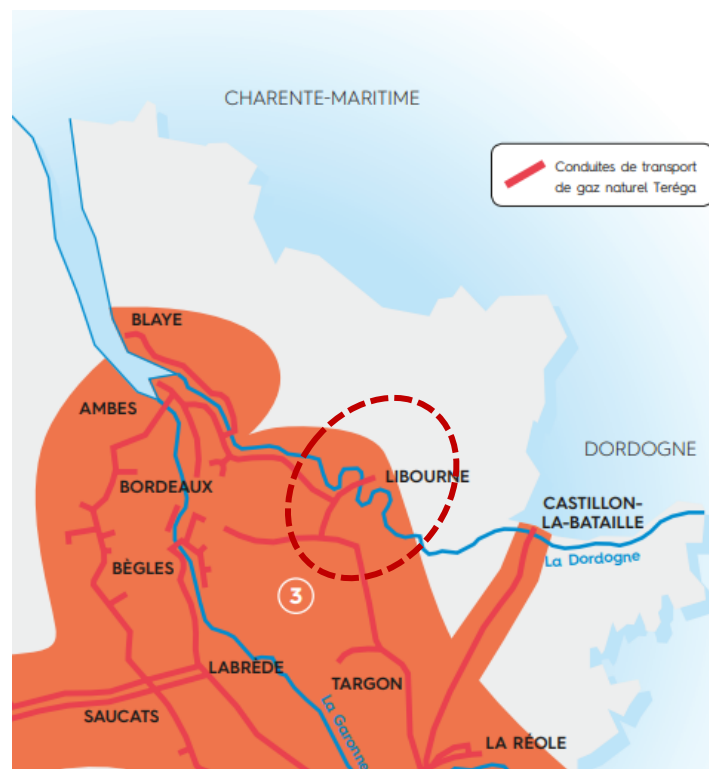 CHARENTE-MARITIME
Conduites de transport
de gaz naturel Teréga
BLAYE
AMBES
DORDOGNE
LIBOURNE
BORDEAUX
CASTILLON-
LA-BATAILLE
La Dordogne
BÈGLES
3
LABRÈDE
TARGON
SAUCATS
La Garonne
LA RÉOLE